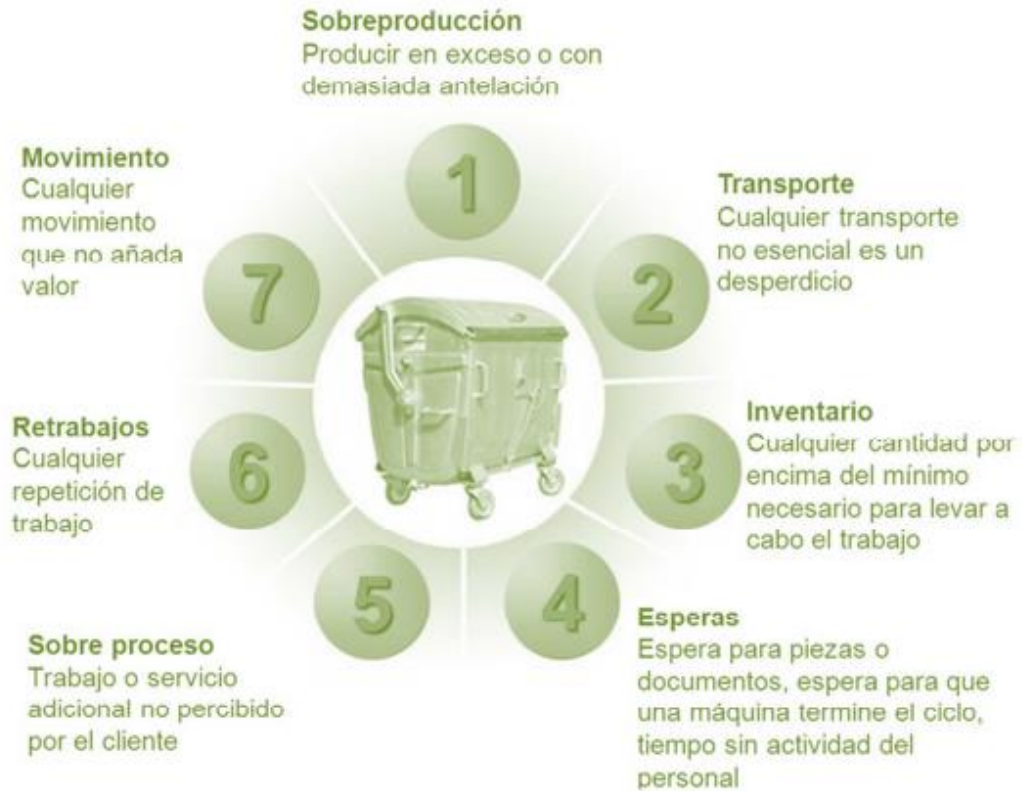 Sobreproducción
Producir en exceso o con
demasiada antelación
1
Transporte
Cualquier transporte
no esencial es un
desperdicio
2
Inventario
Cualquier cantidad por
encima del mínimo
necesario para levar a
cabo el trabajo
3
Esperas
Espera para piezas o
documentos, espera para que
una máquina termine el ciclo,
tiempo sin actividad del
personal
4
Sobre proceso
Trabajo o servicio
adicional no percibido
por el cliente
5
Retrabajos
Cualquier
repetición de
trabajo
6
Movimiento
Cualquier
movimiento
que no añada
valor
7